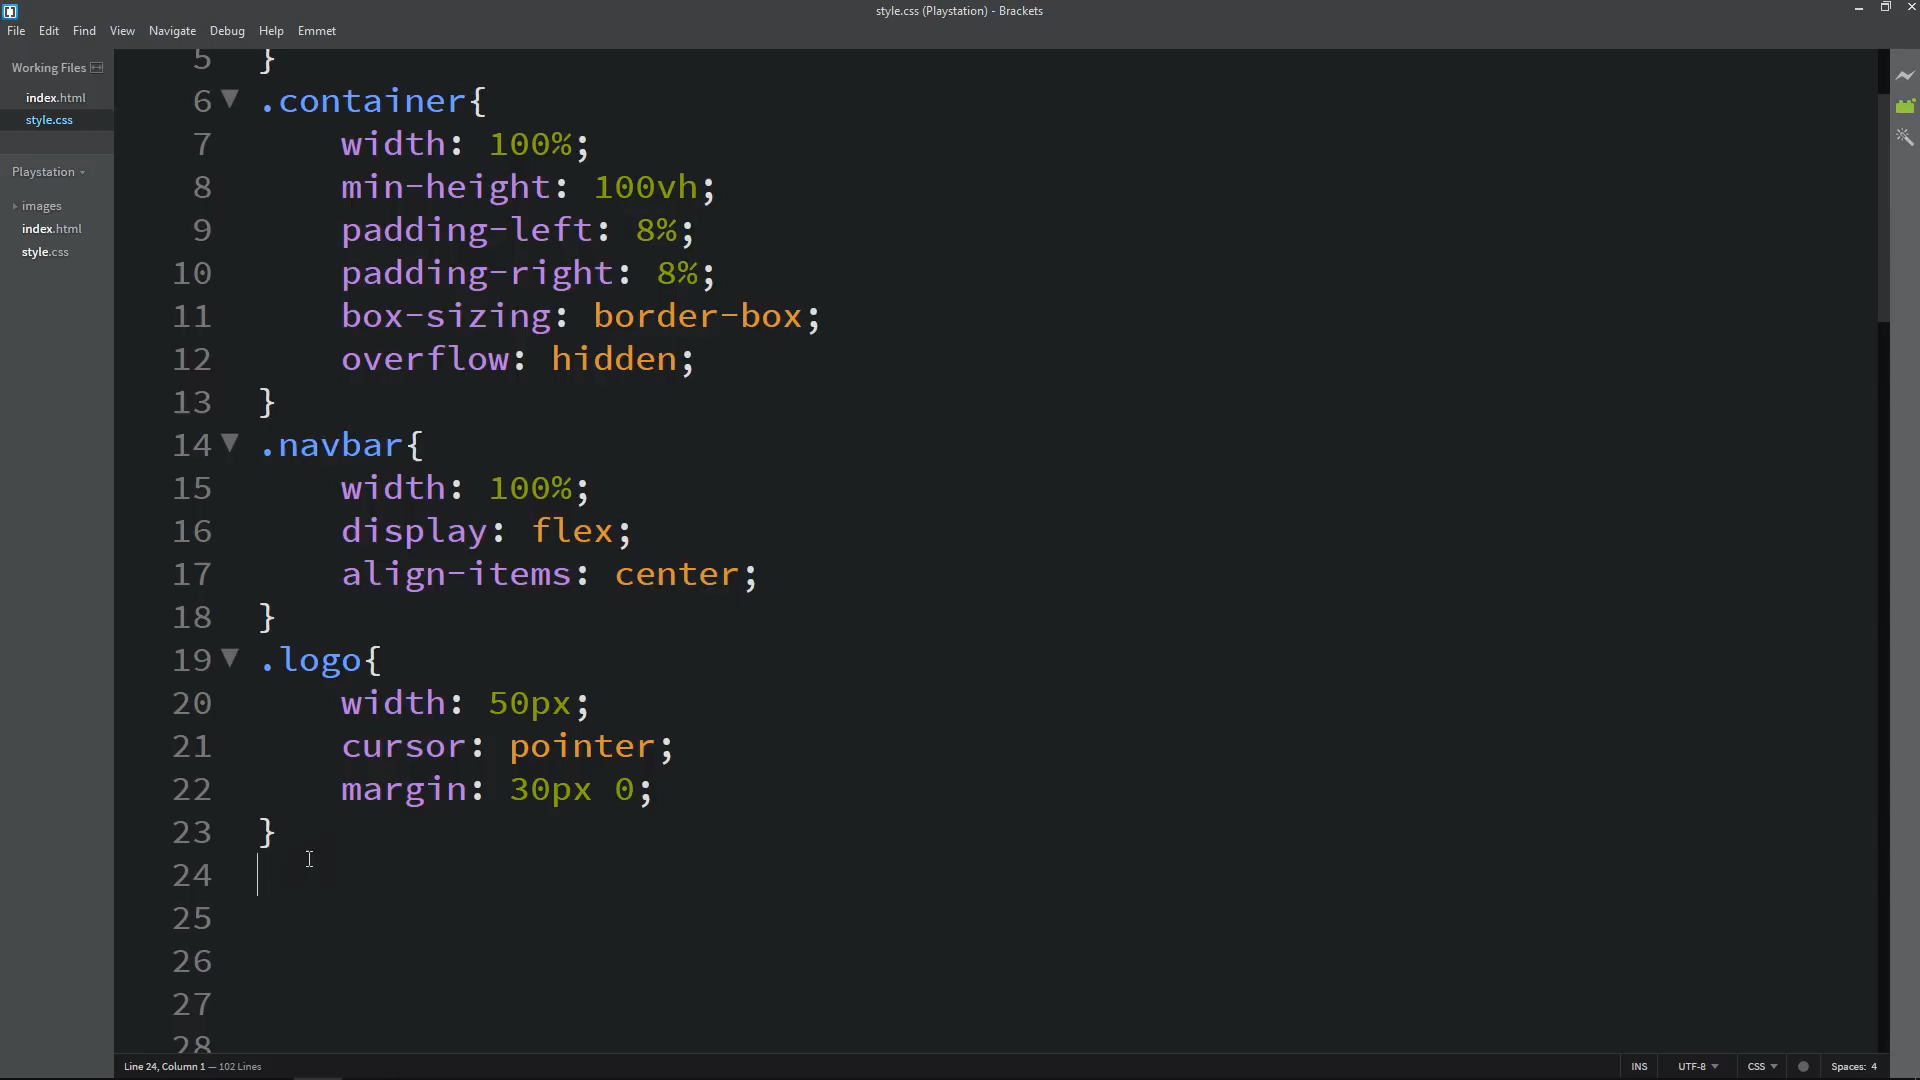 style.css (Playstation) - Brackets
File Edit Find View Navigate Debug Help Emmet
Working Files
index.html
style.css
Playstation
images
index.html
style.css
5 }
6 .container{
7 width: 100%;
8 min-height: 100vh;
9 padding-left: 8%;
10 padding-right: 8%;
11 box-sizing: border-box;
12 overflow: hidden;
13 }
14 .navbar{
15 width: 100%;
16 display: flex;
17 align-items: center;
18 }
19 .logo{
20 width: 50px;
21 cursor: pointer;
22 margin: 30px 0;
23 }
24
25
26
27
28
Line 24, Column 1 — 102 Lines
INS UTF-8 CSS Spaces: 4